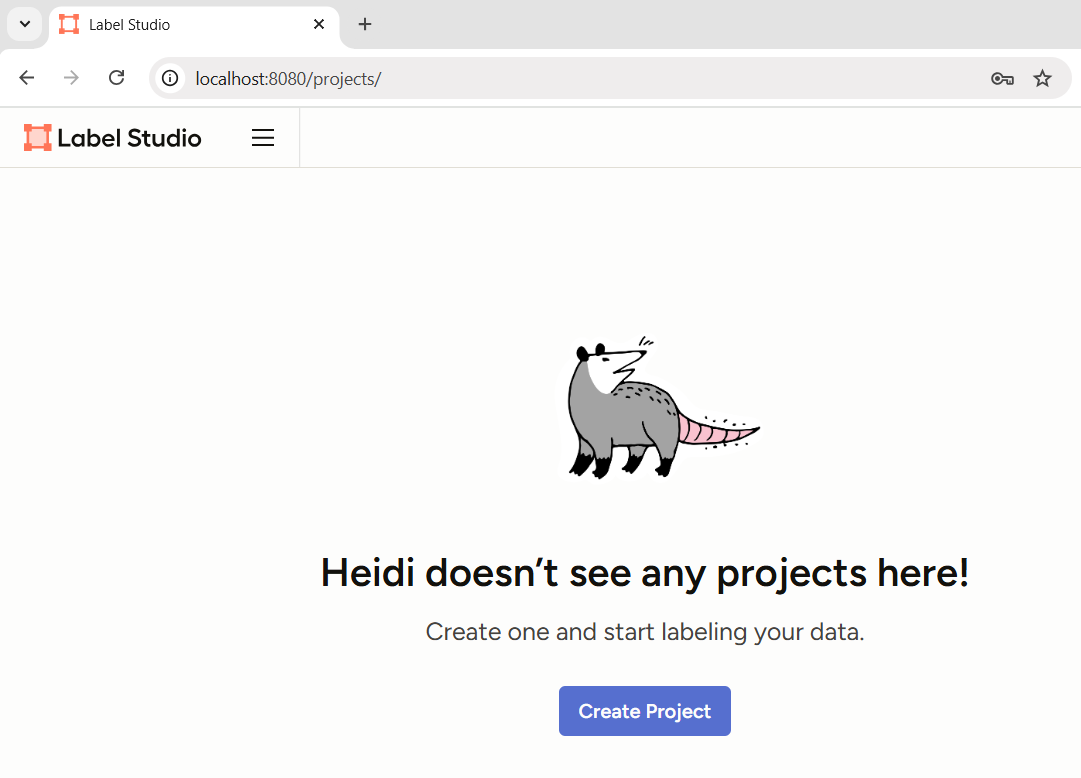 Label Studio
localhost:8080/projects/
Label Studio
Heidi doesn’t see any projects here!
Create one and start labeling your data.
Create Project